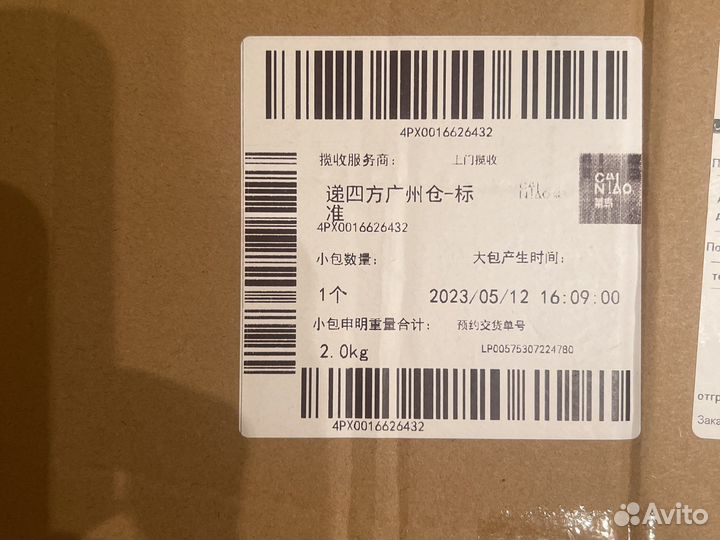 4PX0016626432
揽收服务商： 上门揽收
递四方广州仓-标
准
CAI
NIAO
菜鸟
4PX0016626432
小包数量： 大包产生时间：
1个 2023/05/12 16:09:00
小包申明重量合计： 预约交货单号
2.0kg LP00575307224780
4PX0016626432
отгр
Зака
Avito